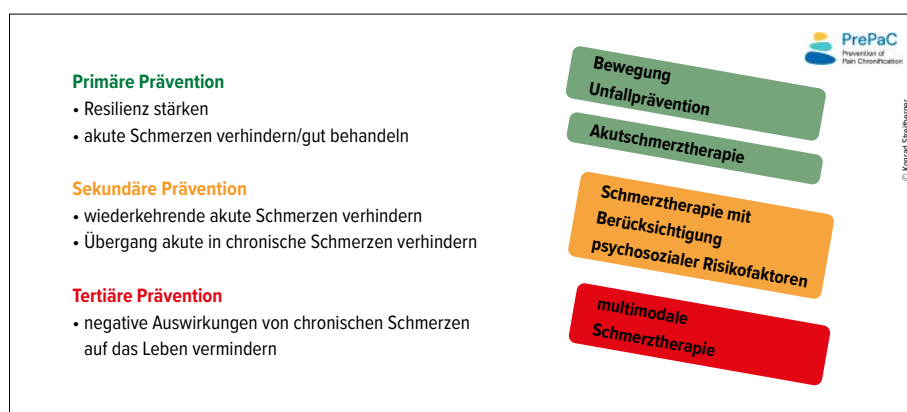 PrePaC
Prevention of
Pain Chronification
Primäre Prävention
• Resilienz stärken
• akute Schmerzen verhindern/gut behandeln
Bewegung
Unfallprävention
Akutschmerztherapie
Sekundäre Prävention
• wiederkehrende akute Schmerzen verhindern
• Übergang akute in chronische Schmerzen verhindern
Schmerztherapie mit
Berücksichtigung
psychosozialer Risikofaktoren
Tertiäre Prävention
• negative Auswirkungen von chronischen Schmerzen
auf das Leben vermindern
multimodale
Schmerztherapie
© Konrad Streitberger